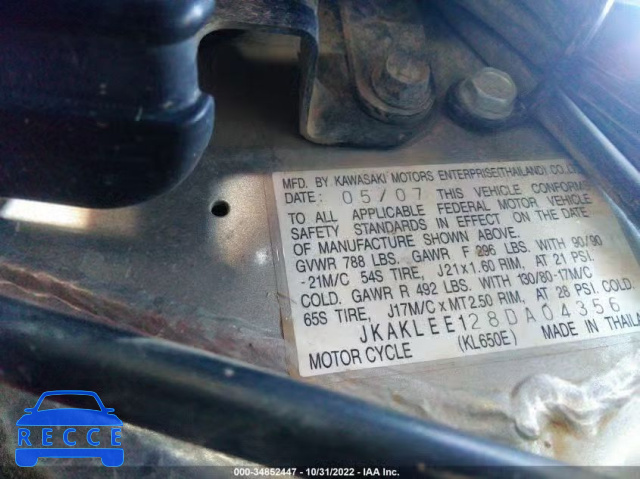 MFD. BY KAWASAKI MOTORS ENTERPRISE(THAILAND) CO.,
DATE: 05/07 THIS VEHICLE CONFORMS
TO ALL APPLICABLE FEDERAL MOTOR VEHICLE
SAFETY STANDARDS IN EFFECT ON THE DATE
OF MANUFACTURE SHOWN ABOVE.
GVWR 788 LBS. GAWR F 296 LBS. WITH 90/90
-21M/C 54S TIRE, J21x1.60 RIM, AT 21 PSI.
COLD. GAWR R 492 LBS. WITH 130/80-17M/C
65S TIRE, J17M/C x MT2.50 RIM, AT 28 PSI. COLD.
JKAKLEE128DA04356
MOTOR CYCLE (KL650E) MADE IN THAILA
RECCE
000-34852447 - 10/31/2022 - IAA Inc.